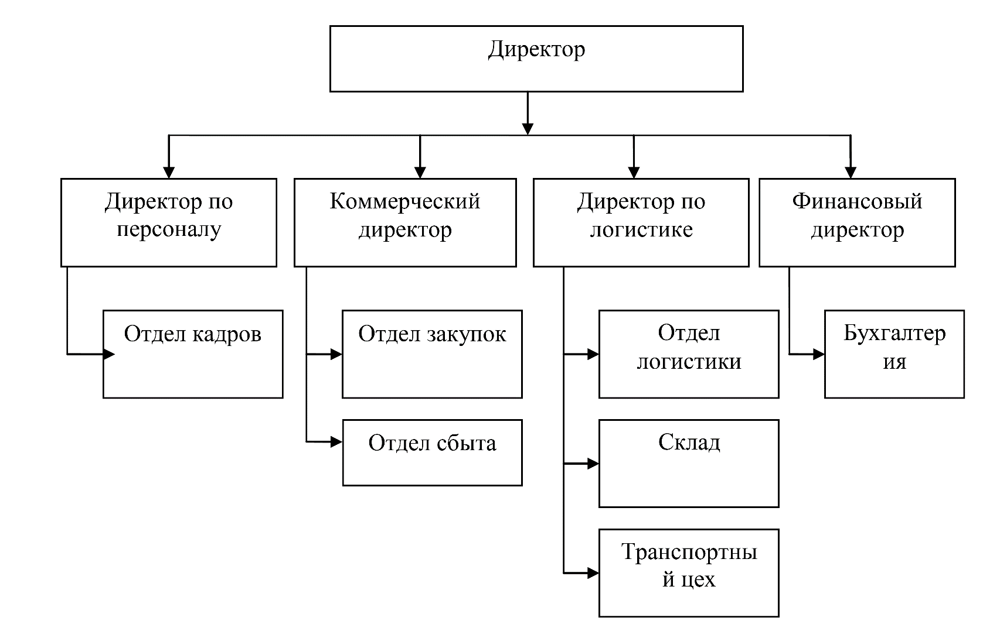 Директор
Директор по
персоналу
Коммерческий
директор
Директор по
логистике
Финансовый
директор
Отдел кадров
Отдел закупок
Отдел
логистики
Бухгалтер
ия
Отдел сбыта
Склад
Транспортны
й цех